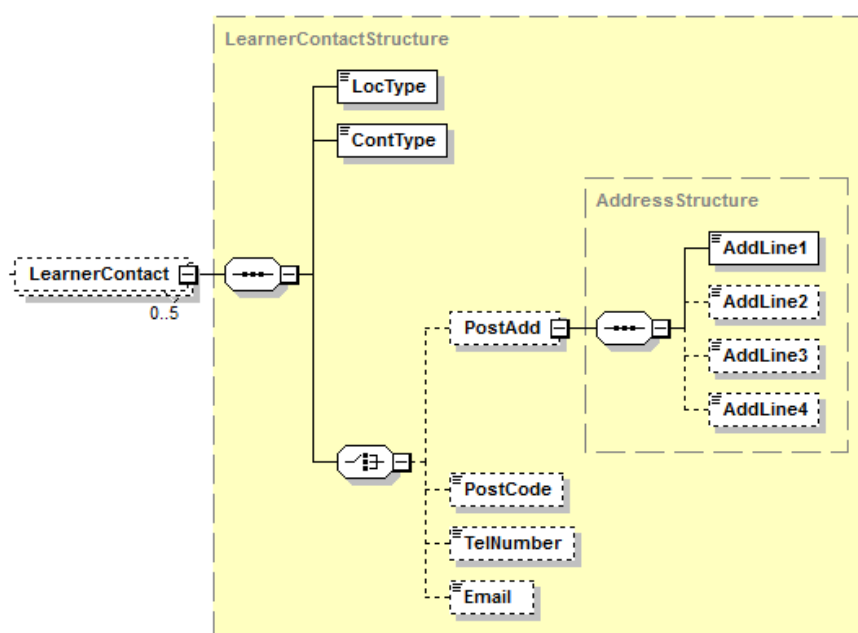 LearnerContactStructure
LocType
ContType
AddressStructure
AddLine1
LearnerContact
0..5
AddLine2
PostAdd
AddLine3
AddLine4
PostCode
TelNumber
Email